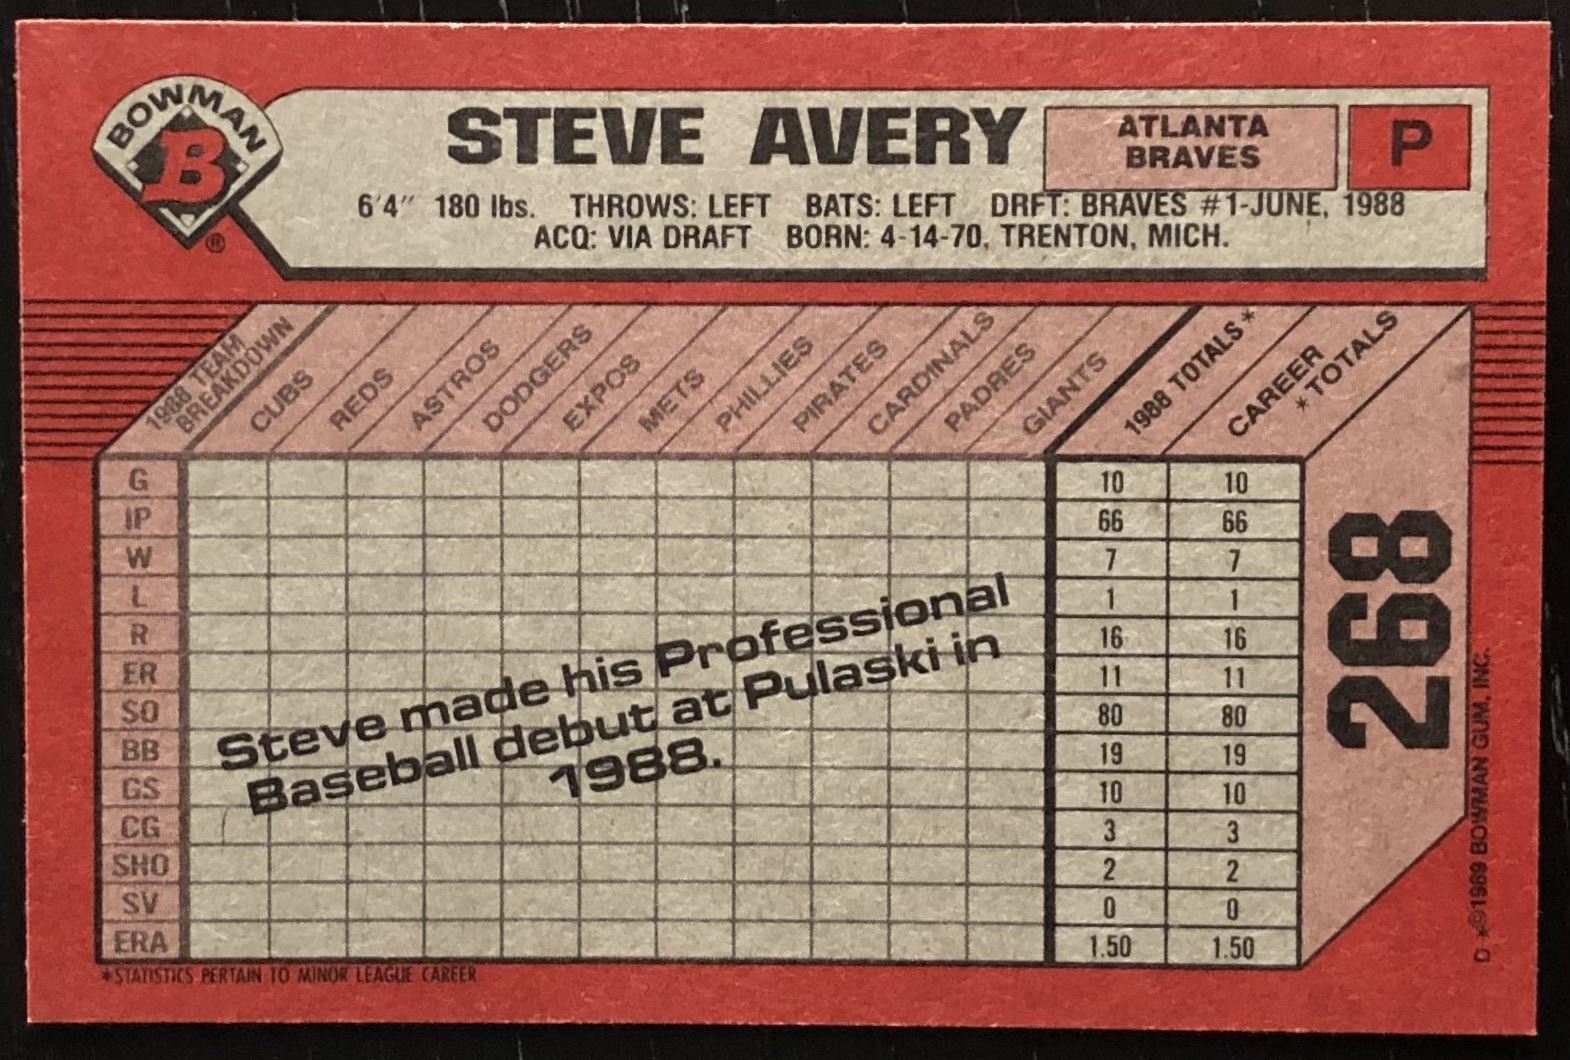 BOWMAN
B
®
STEVE AVERY
ATLANTA
BRAVES
P
6'4" 180 lbs. THROWS: LEFT BATS: LEFT DRFT: BRAVES #1-JUNE, 1988
ACQ: VIA DRAFT BORN: 4-14-70, TRENTON, MICH.
1988 TEAM
BREAKDOWN
CUBS
REDS
ASTROS
DODGERS
EXPOS
METS
PHILLIES
PIRATES
CARDINALS
PADRES
GIANTS
1988 TOTALS*
CAREER
*TOTALS
G 10 10
IP 66 66
W 7 7
L 1 1
R 16 16
ER 11 11
SO 80 80
BB 19 19
GS 10 10
CG 3 3
SHO 2 2
SV 0 0
ERA 1.50 1.50
Steve made his Professional
Baseball debut at Pulaski in
1988.
268
*STATISTICS PERTAIN TO MINOR LEAGUE CAREER
D *©1989 BOWMAN GUM, INC.